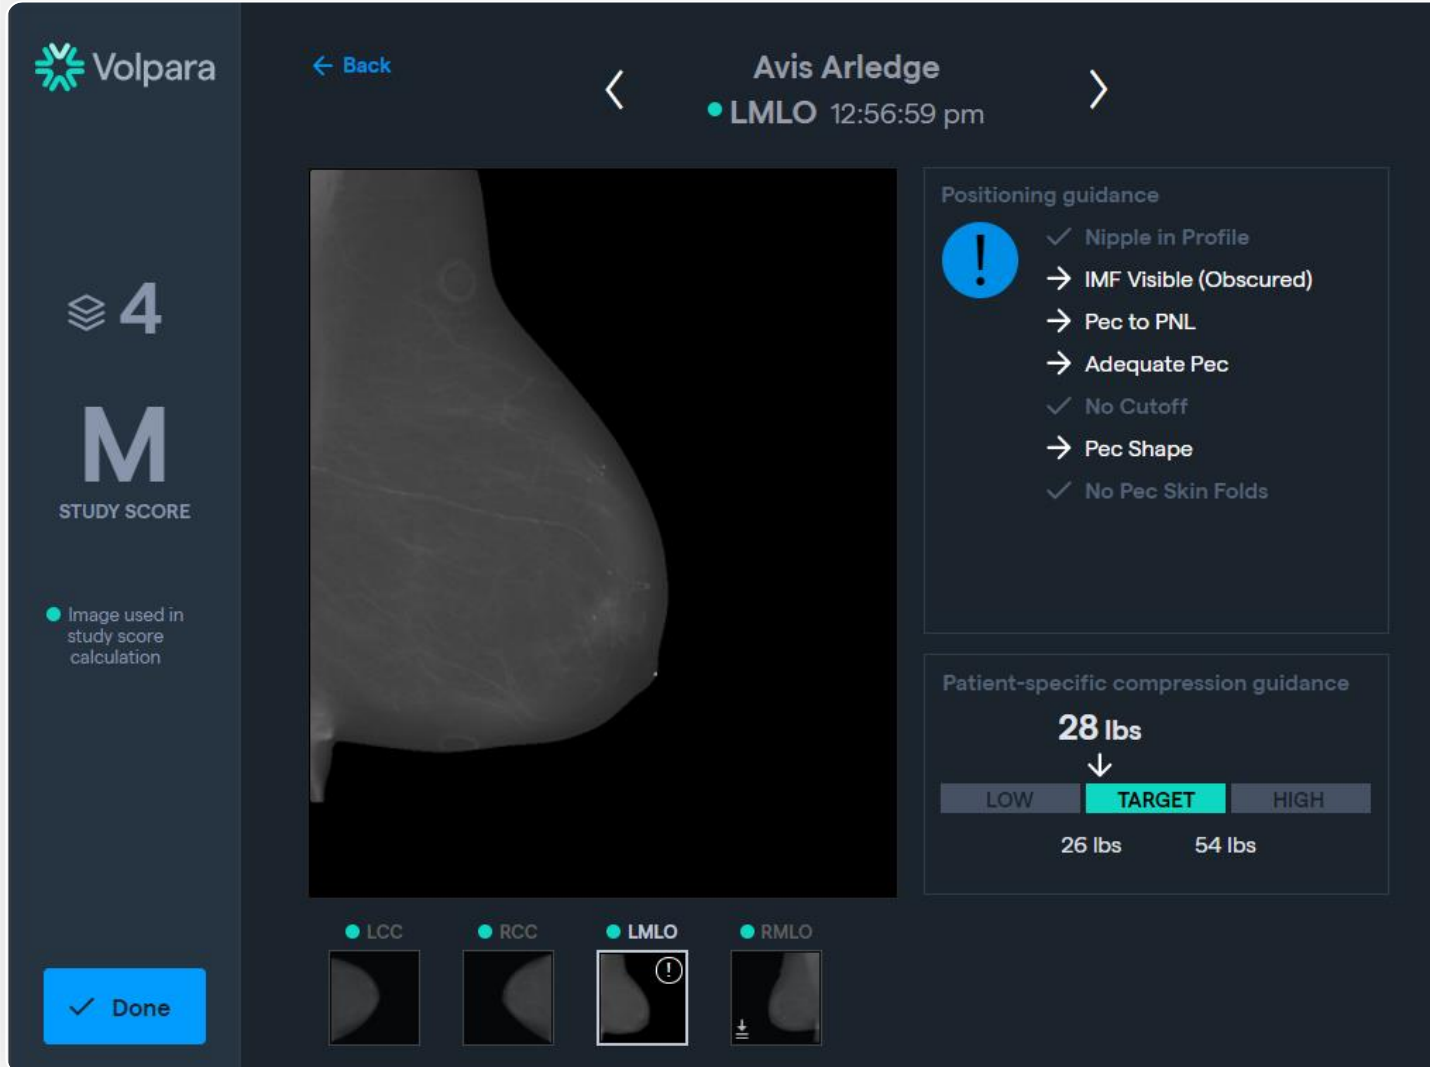 Volpara
Back
Avis Arledge
LMLO 12:56:59 pm
4
M
STUDY SCORE
Image used in
study score
calculation
Done
Positioning guidance
!
Nipple in Profile
IMF Visible (Obscured)
Pec to PNL
Adequate Pec
No Cutoff
Pec Shape
No Pec Skin Folds
Patient-specific compression guidance
28 lbs
LOW TARGET HIGH
26 lbs 54 lbs
LCC RCC LMLO RMLO
!